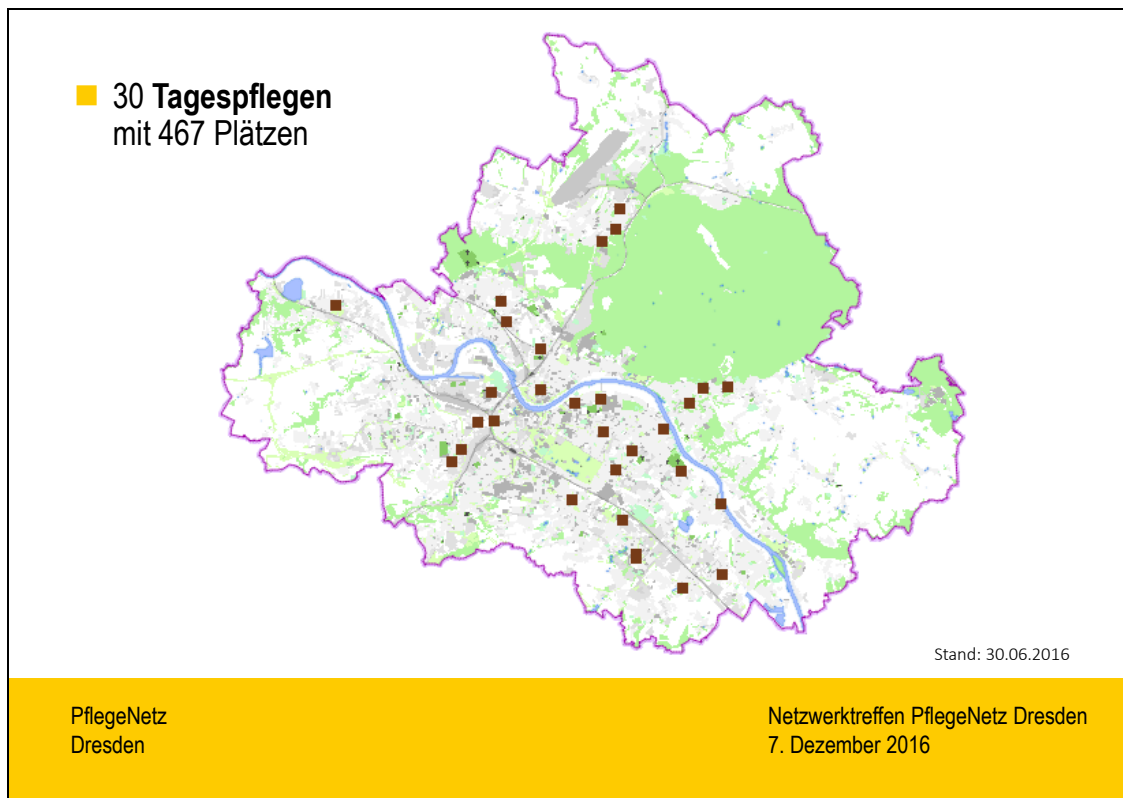 30 Tagespflegen
mit 467 Plätzen
Stand: 30.06.2016
PflegeNetz
Dresden
Netzwerktreffen PflegeNetz Dresden
7. Dezember 2016